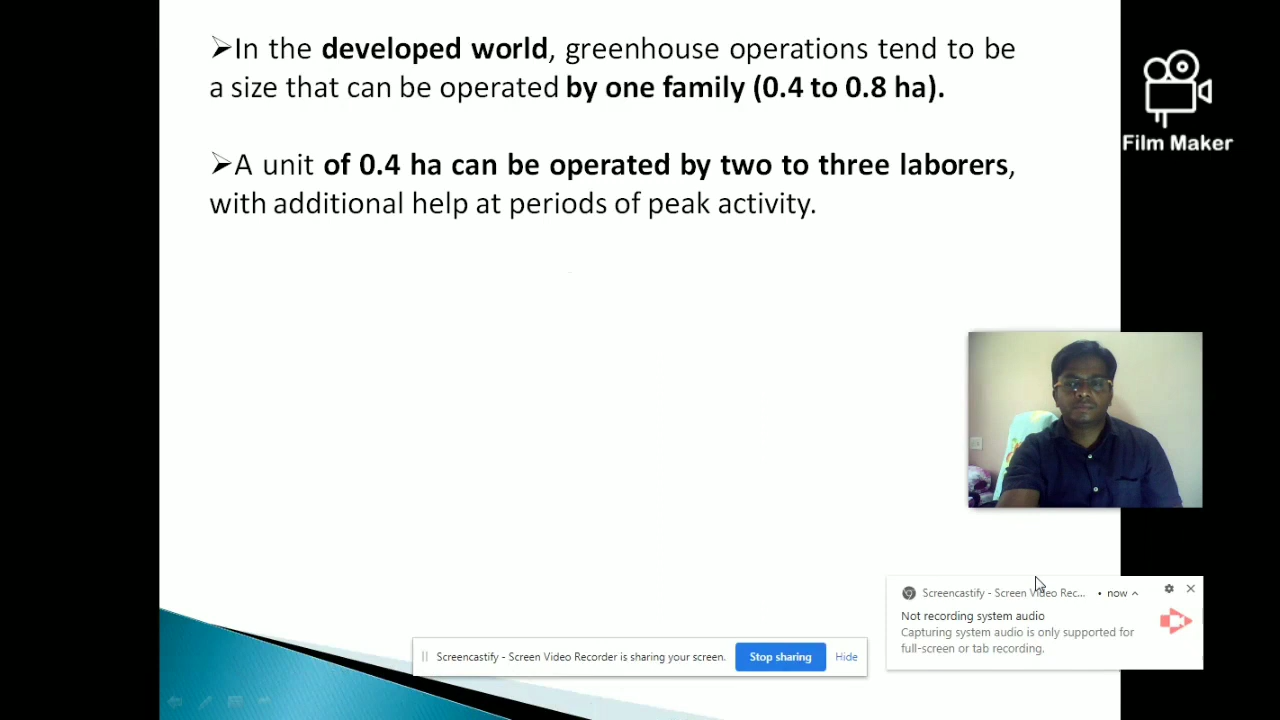 ➢In the developed world, greenhouse operations tend to be
a size that can be operated by one family (0.4 to 0.8 ha).
➢A unit of 0.4 ha can be operated by two to three laborers,
with additional help at periods of peak activity.
Film Maker
Screencastify - Screen Video Rec... • now
Not recording system audio
Capturing system audio is only supported for
full-screen or tab recording.
Screencastify - Screen Video Recorder is sharing your screen. Stop sharing Hide